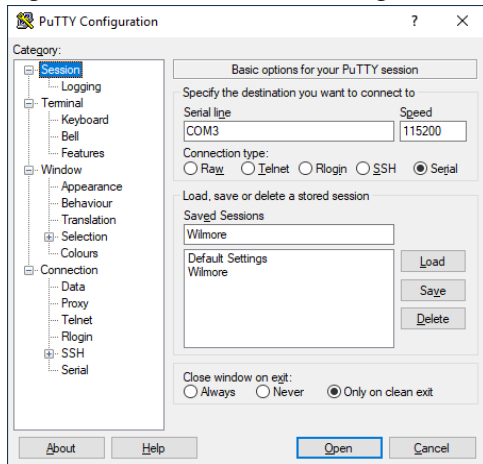 PuTTY Configuration
? ×
Category:
Session
Logging
Terminal
Keyboard
Bell
Features
Window
Appearance
Behaviour
Translation
Selection
Colours
Connection
Data
Proxy
Telnet
Rlogin
SSH
Serial
Basic options for your PuTTY session
Specify the destination you want to connect to
Serial line Speed
COM3 115200
Connection type:
Raw Telnet Rlogin SSH Serial
Load, save or delete a stored session
Saved Sessions
Wilmore
Default Settings
Wilmore
Load
Save
Delete
Close window on exit:
Always Never Only on clean exit
About Help Open Cancel